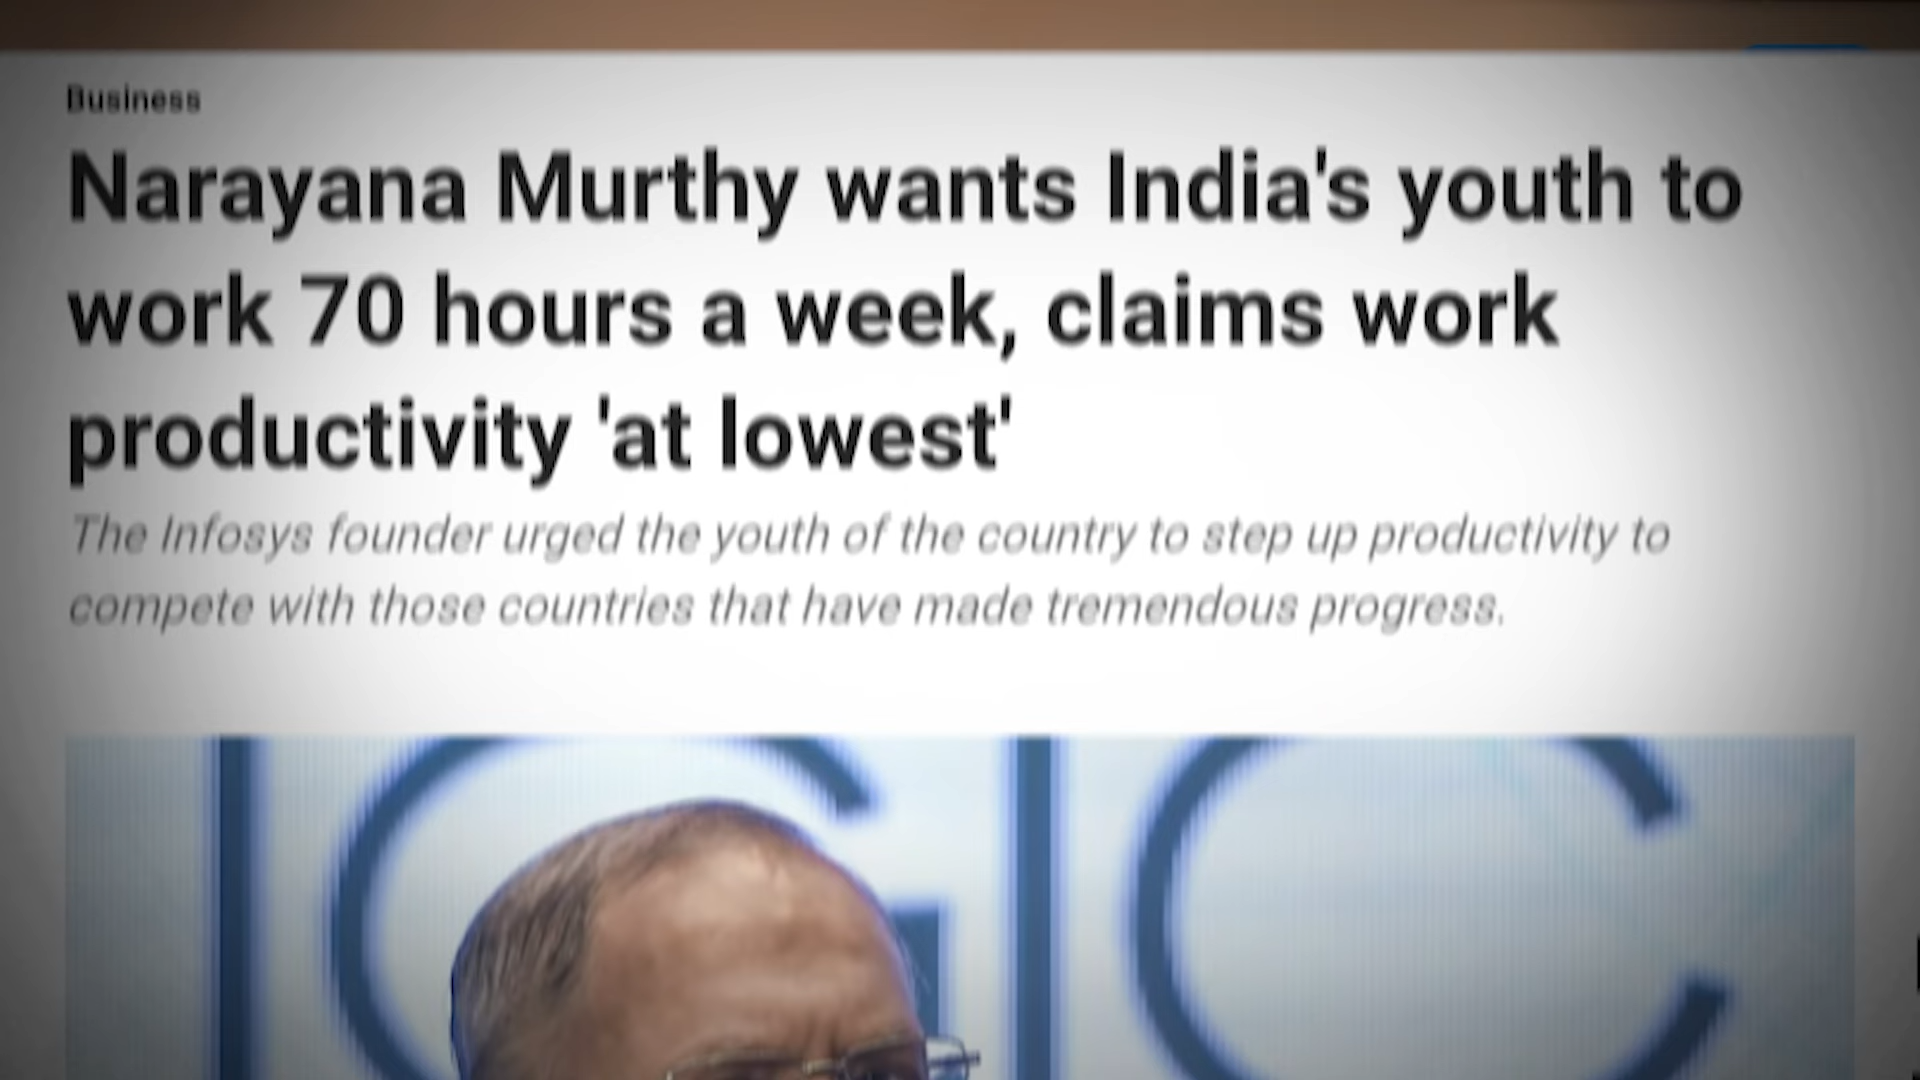 Business
Narayana Murthy wants India's youth to
work 70 hours a week, claims work
productivity 'at lowest'
The Infosys founder urged the youth of the country to step up productivity to
compete with those countries that have made tremendous progress.
IGIC